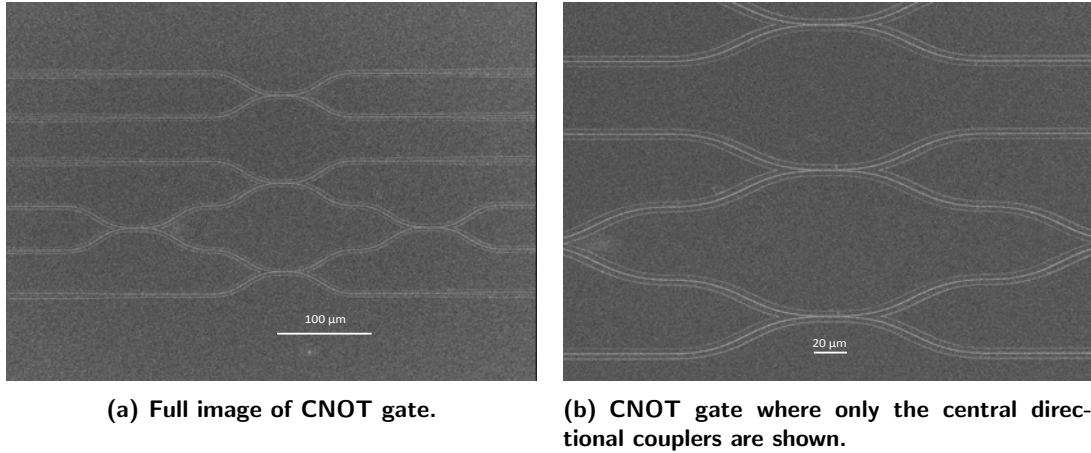 100 µm
20 µm
(a) Full image of CNOT gate.
(b) CNOT gate where only the central direc-
tional couplers are shown.